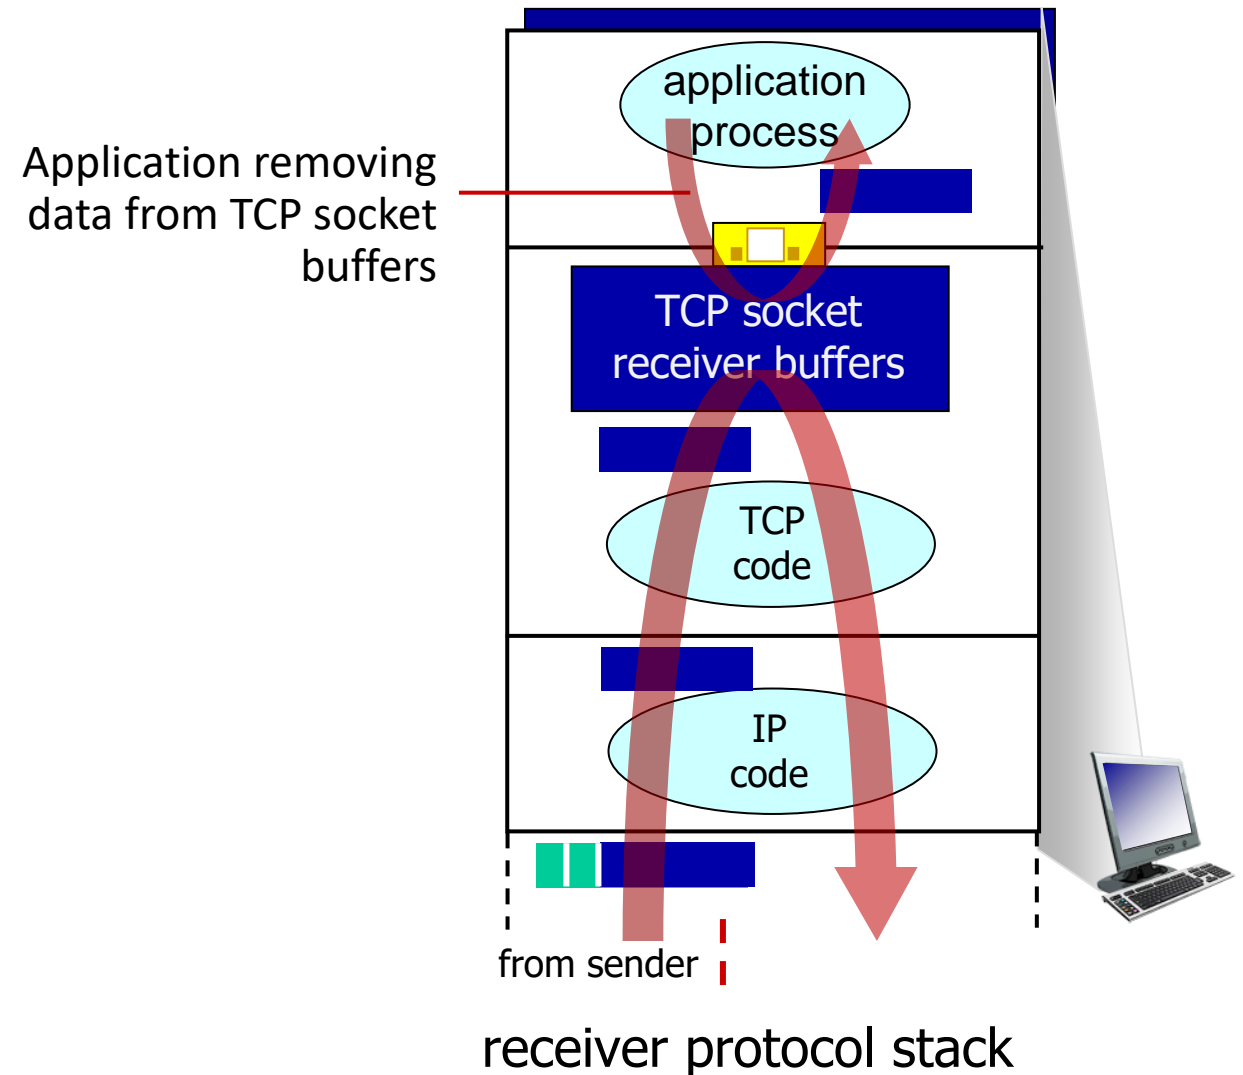 application
process
Application removing
data from TCP socket
buffers
TCP socket
receiver buffers
TCP
code
IP
code
from sender
receiver protocol stack